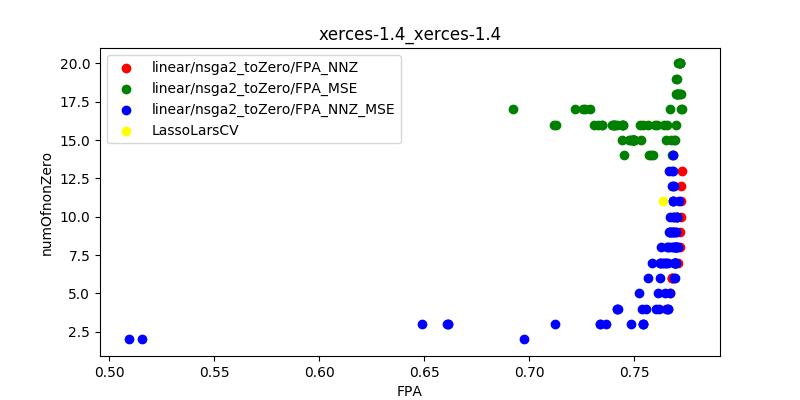 xerces-1.4_xerces-1.4
linear/nsga2_toZero/FPA_NNZ
linear/nsga2_toZero/FPA_MSE
linear/nsga2_toZero/FPA_NNZ_MSE
LassoLarsCV
numOfnonZero
20.0
17.5
15.0
12.5
10.0
7.5
5.0
2.5
0.50 0.55 0.60 0.65 0.70 0.75
FPA